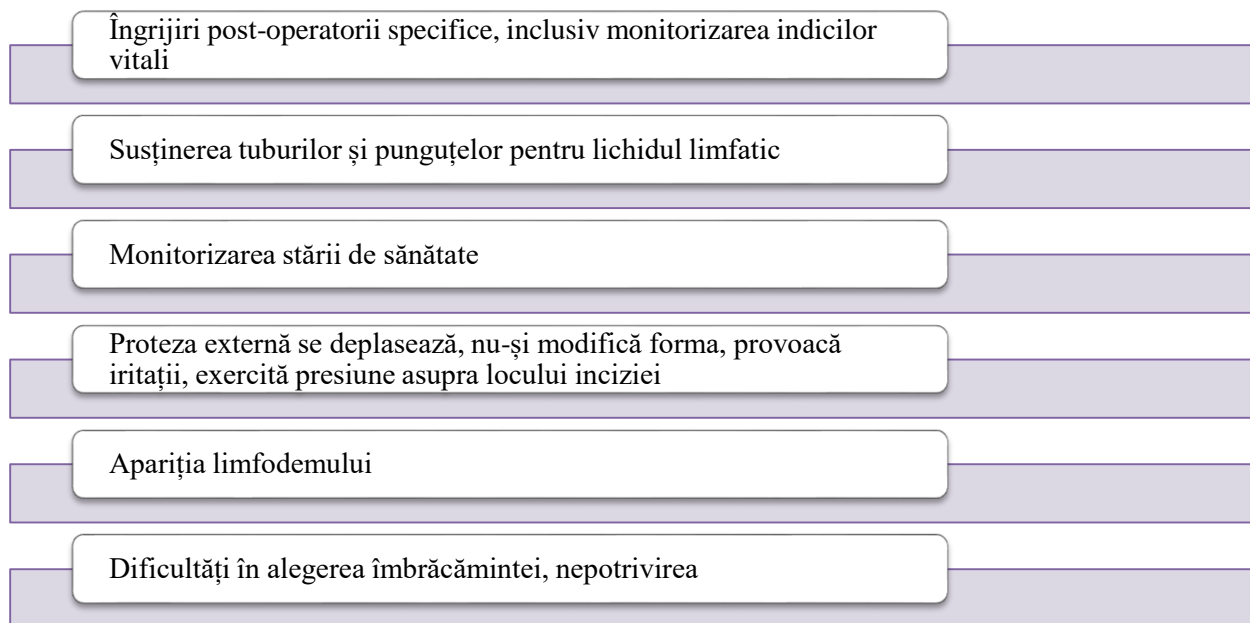 Îngrijiri post-operatorii specifice, inclusiv monitorizarea indicilor
vitali
Susținerea tuburilor și punguțelor pentru lichidul limfatic
Monitorizarea stării de sănătate
Proteza externă se deplasează, nu-și modifică forma, provoacă
iritații, exercită presiune asupra locului inciziei
Apariția limfodemului
Dificultăți în alegerea îmbrăcămintei, nepotrivirea